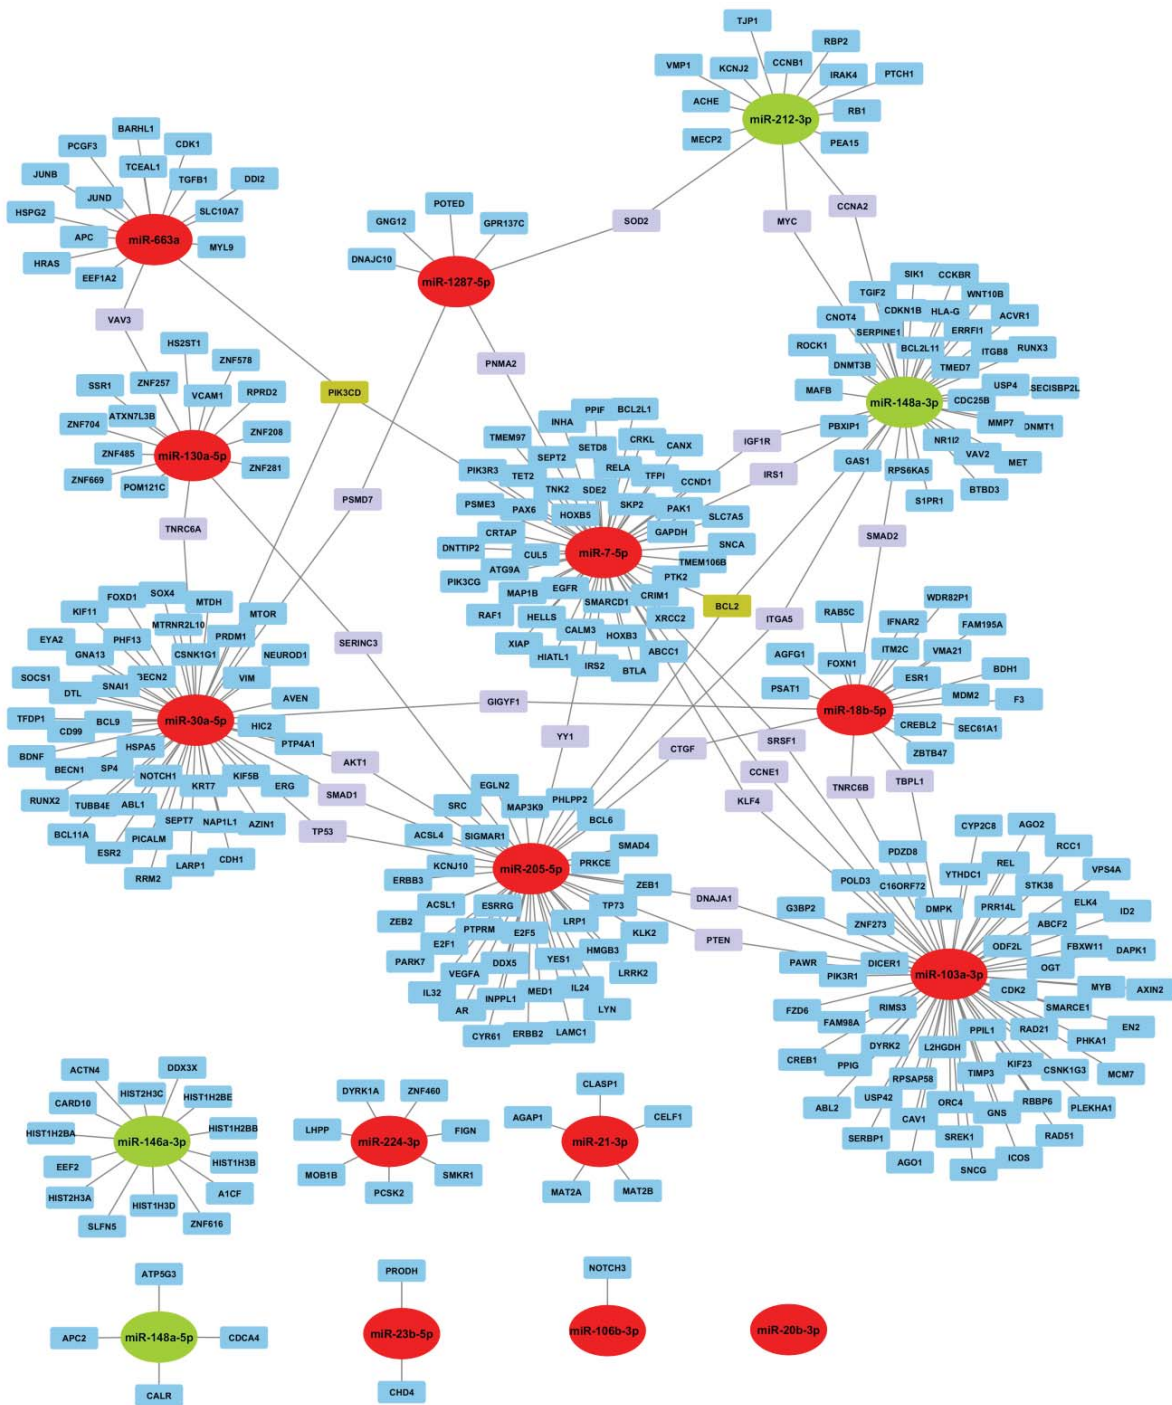 TJP1
RBP2
VMP1
KCNJ2
CCNB1
IRAK4
PTCH1
ACHE
RB1
miR-212-3p
MECP2
PEA15
BARHL1
PCGF3
CDK1
TCEAL1
JUNB
TGFB1
DDI2
JUND
HSPG2
SLC10A7
APC
miR-663a
MYL9
HRAS
EEF1A2
POTED
GNG12
GPR137C
DNAJC10
miR-1287-5p
SOD2
MYC
CCNA2
VAV3
PIK3CD
PNMA2
PSMD7
HS2ST1
ZNF578
ZNF257
SSR1
VCAM1
RPRD2
ATXN7L3B
ZNF704
ZNF208
miR-130a-5p
ZNF485
ZNF281
ZNF669
POM121C
TNRC6A
SIK1
CCKBR
TGIF2
WNT10B
CNOT4
CDKN1B
HLA-G
ACVR1
SERPINE1
ERRFI1
ROCK1
BCL2L11
ITGB8
RUNX3
DNMT3B
TMED7
MAFB
USP4
SECISBP2L
miR-148a-3p
CDC25B
PBXIP1
MMP7
DNMT1
NR1I2
GAS1
VAV2
MET
RPS6KA5
BTBD3
S1PR1
IGF1R
IRS1
SMAD2
PPIF
BCL2L1
INHA
TMEM97
SETD8
CRKL
CANX
SEPT2
RELA
PIK3R3
TET2
TFPI
CCND1
TNK2
SDE2
PSME3
PAX6
SKP2
PAK1
SLC7A5
HOXB5
CRTAP
GAPDH
DNTTIP2
CUL5
miR-7-5p
SNCA
TMEM106B
ATG9A
PIK3CG
PTK2
EGFR
CRIM1
MAP1B
SMARCD1
RAF1
HELLS
XRCC2
CALM3
HOXB3
XIAP
HIATL1
ABCC1
IRS2
BTLA
BCL2
ITGA5
SERINC3
GIGYF1
YY1
CTGF
SRSF1
CCNE1
KLF4
AKT1
SMAD1
TP53
SOX4
FOXD1
MTDH
KIF11
MTOR
MTRNR2L10
EYA2
PHF13
PRDM1
GNA13
CSNK1G1
NEUROD1
SOCS1
BECN2
VIM
SNAI1
DTL
AVEN
TFDP1
BCL9
miR-30a-5p
HIC2
CD99
PTP4A1
BDNF
HSPA5
BECN1
SP4
NOTCH1
KIF5B
ERG
RUNX2
KRT7
TUBB4E
ABL1
AZIN1
BCL11A
SEPT7
NAP1L1
PICALM
ESR2
CDH1
LARP1
RRM2
WDR82P1
RAB5C
IFNAR2
FAM195A
AGFG1
ITM2C
VMA21
FOXN1
BDH1
PSAT1
ESR1
MDM2
F3
miR-18b-5p
CREBL2
SEC61A1
ZBTB47
TNRC6B
TBPL1
EGLN2
SRC
MAP3K9
PHLPP2
BCL6
ACSL4
SIGMAR1
SMAD4
KCNJ10
miR-205-5p
PRKCE
ERBB3
ZEB1
ACSL1
ESRRG
TP73
ZEB2
PTPRM
LRP1
KLK2
E2F1
E2F5
HMGB3
PARK7
DDX5
YES1
LRRK2
VEGFA
IL32
MED1
IL24
INPPL1
AR
LYN
CYR61
ERBB2
LAMC1
DNAJA1
PTEN
CYP2C8
AGO2
PDZD8
RCC1
YTHDC1
REL
VPS4A
POLD3
C16ORF72
STK38
PRR14L
ELK4
G3BP2
DMPK
ID2
ZNF273
ABCF2
ODF2L
FBXW11
DAPK1
PAWR
DICER1
OGT
PIK3R1
miR-103a-3p
MYB
AXIN2
CDK2
FZD6
RIMS3
SMARCE1
FAM98A
RAD21
EN2
PPIL1
PHKA1
CREB1
DYRK2
L2HGDH
PPIG
KIF23
CSNK1G3
MCM7
TIMP3
RPSAP58
ABL2
USP42
ORC4
RBBP6
PLEKHA1
GNS
CAV1
SERBP1
SREK1
RAD51
AGO1
ICOS
SNCG
ACTN4
DDX3X
HIST2H3C
CARD10
HIST1H2BE
HIST1H2BA
HIST1H2BB
miR-146a-3p
EEF2
HIST1H3B
HIST2H3A
HIST1H3D
A1CF
SLFN5
ZNF616
DYRK1A
ZNF460
LHPP
FIGN
miR-224-3p
MOB1B
SMKR1
PCSK2
CLASP1
AGAP1
CELF1
miR-21-3p
MAT2A
MAT2B
ATP5G3
APC2
miR-148a-5p
CDCA4
CALR
PRODH
miR-23b-5p
CHD4
NOTCH3
miR-106b-3p
miR-20b-3p